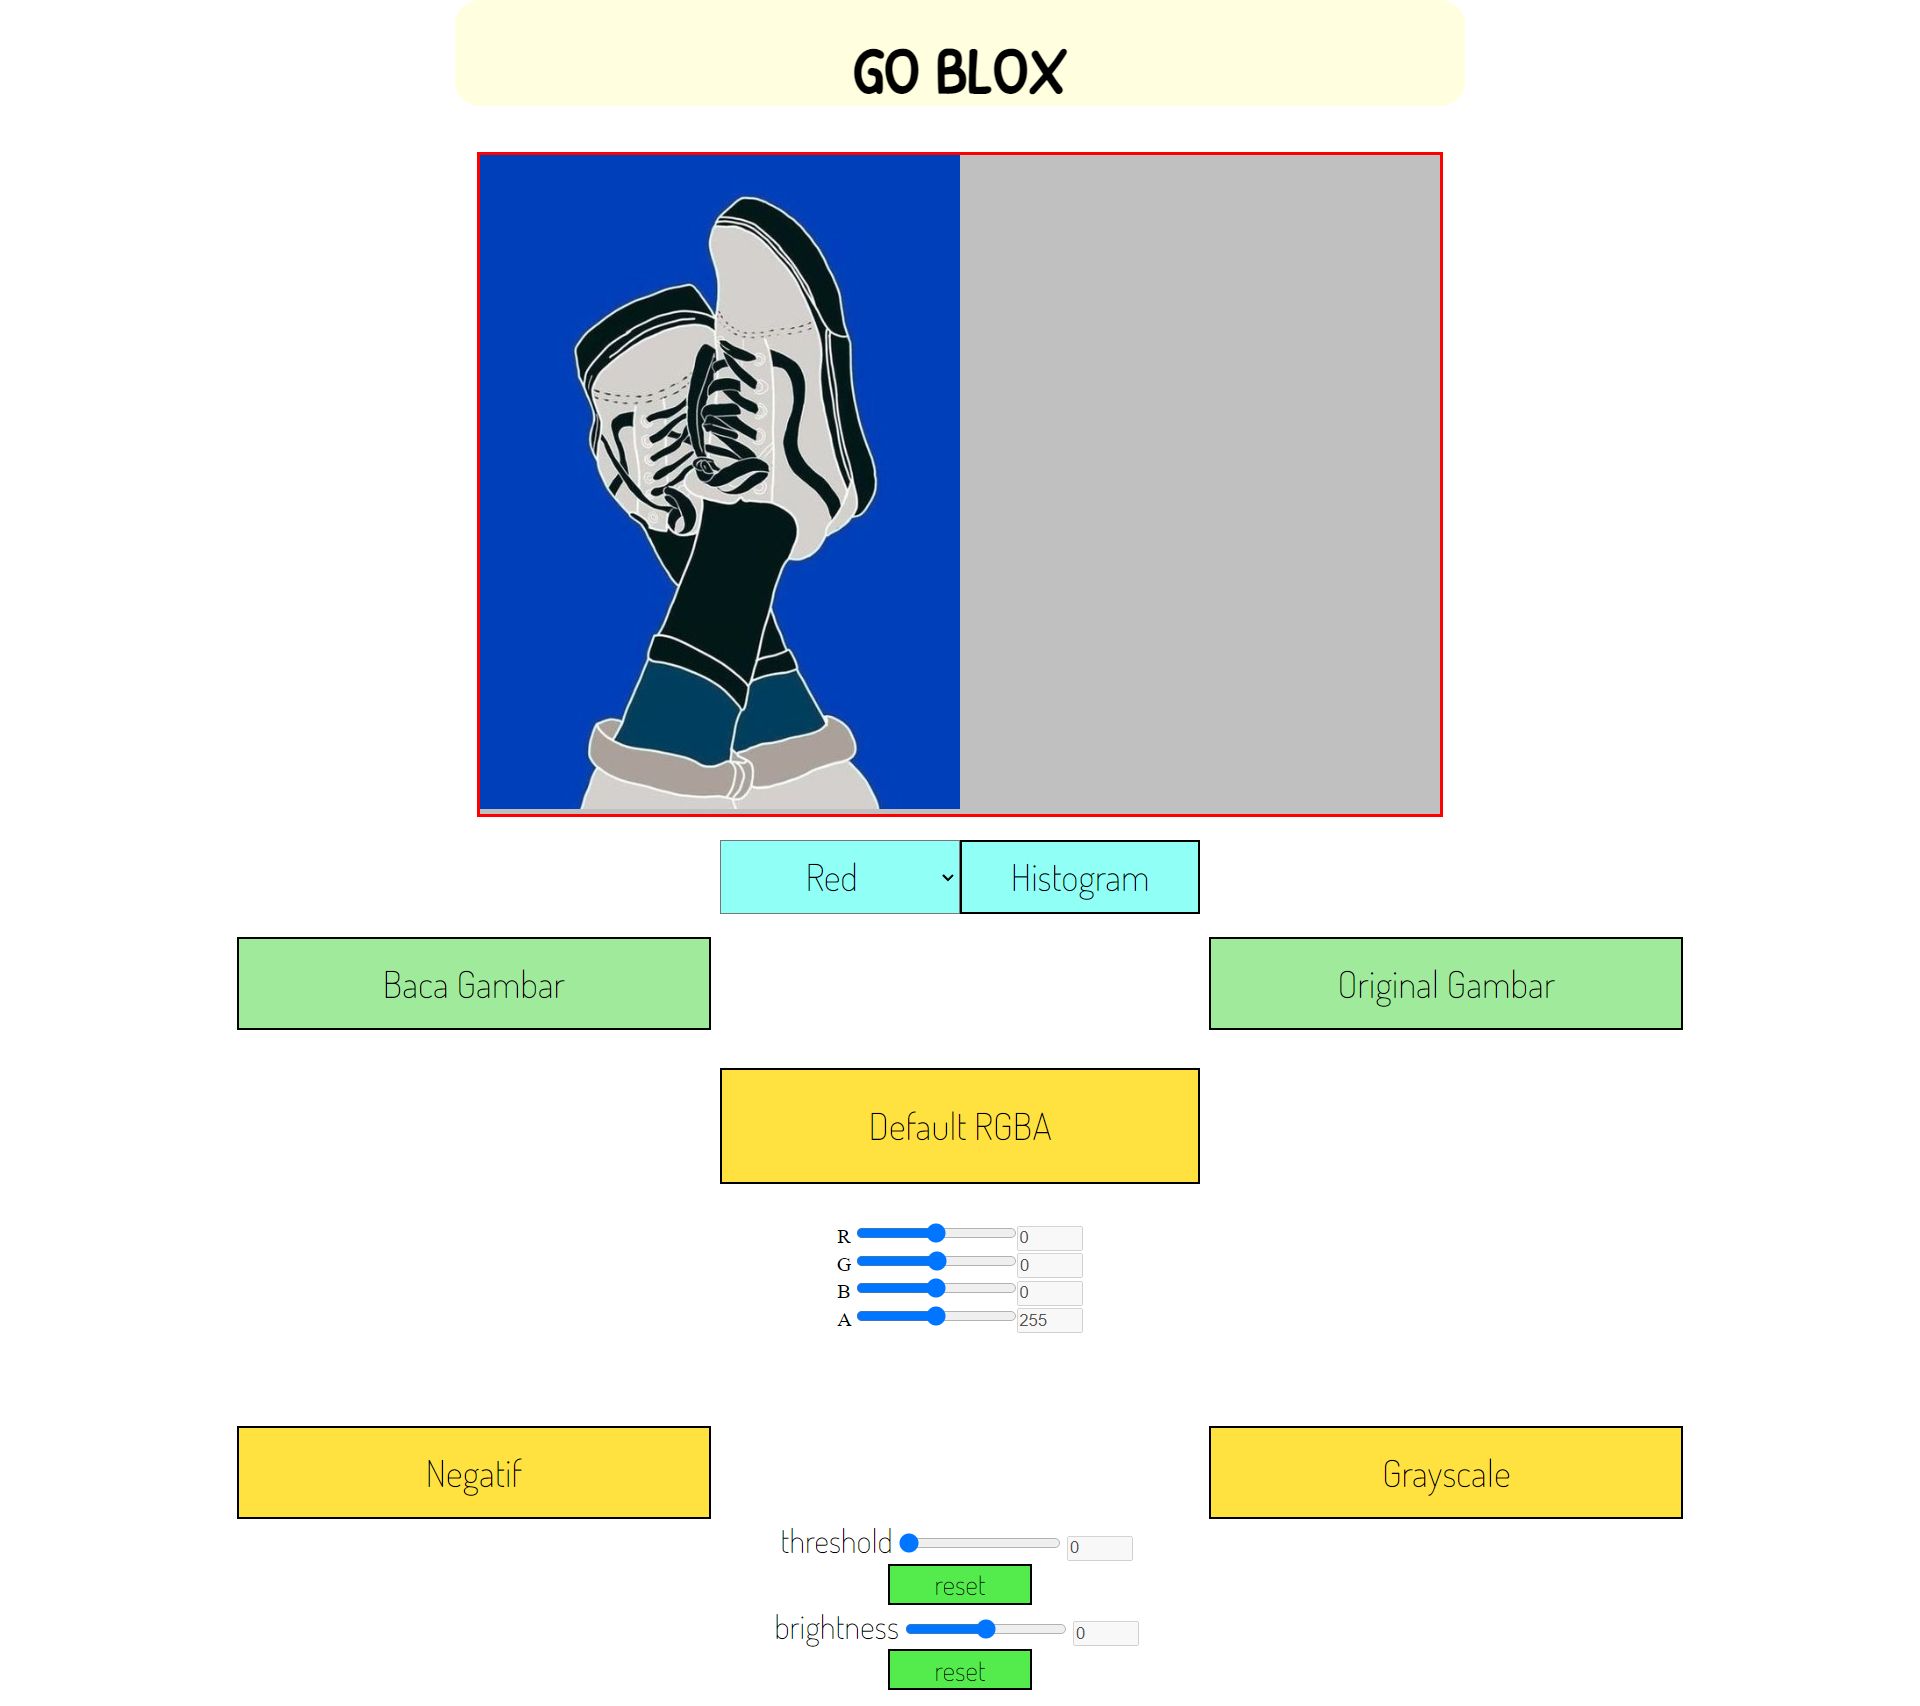 GO BLOX
Red Histogram
Baca Gambar Original Gambar
Default RGBA
R 0
G 0
B 0
A 255
Negatif Grayscale
threshold 0
reset
brightness 0
reset